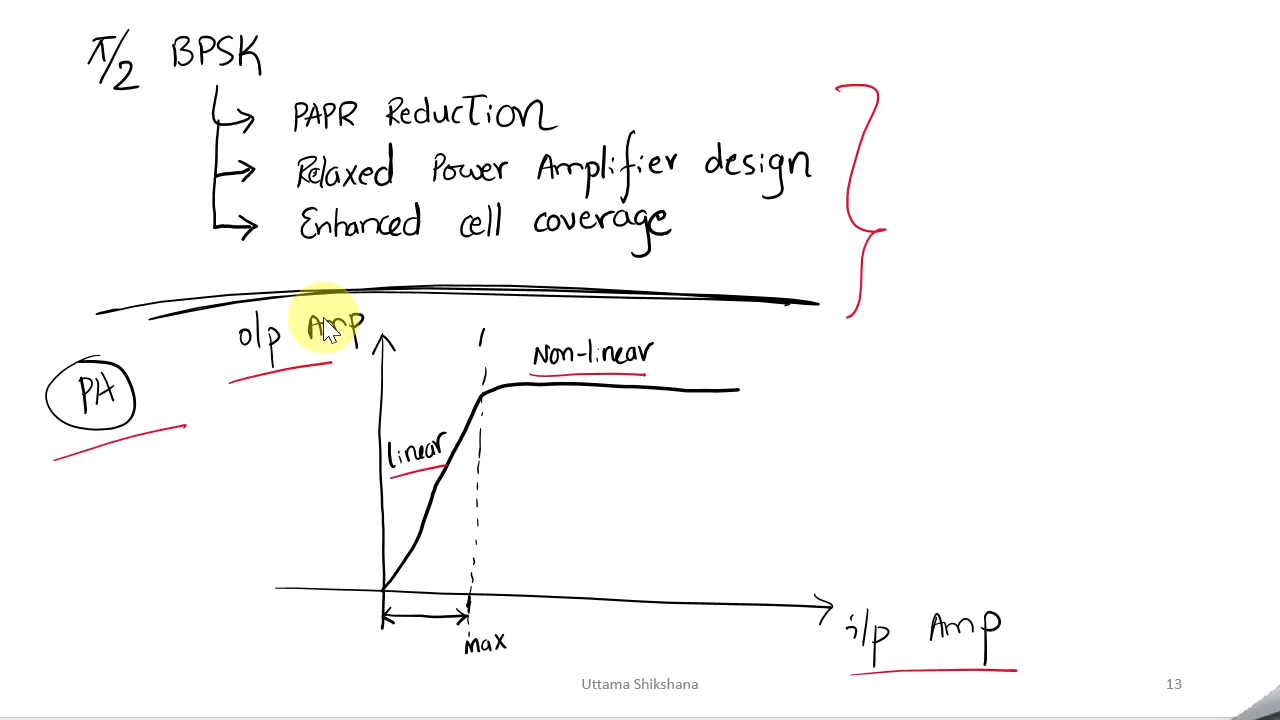 π/2 BPSK
PAPR Reduction
Relaxed Power Amplifier design
Enhanced cell coverage
o/p Amp
Non-linear
PA
linear
i/p Amp
max
Uttama Shikshana
13